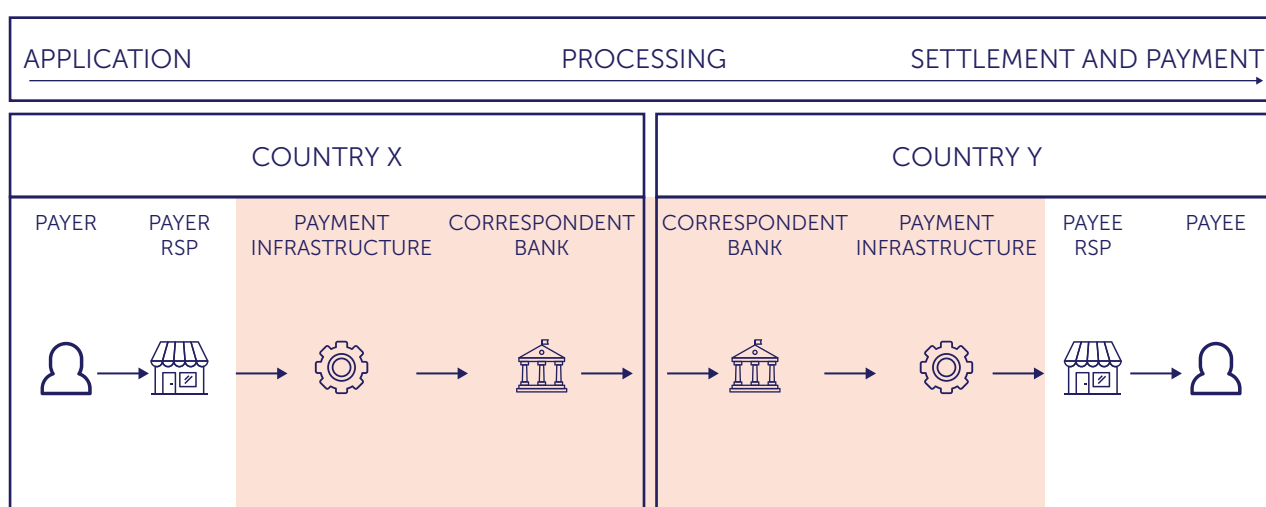 APPLICATION PROCESSING SETTLEMENT AND PAYMENT
COUNTRY X COUNTRY Y
PAYER
PAYER
RSP
PAYMENT
INFRASTRUCTURE
CORRESPONDENT
BANK
CORRESPONDENT
BANK
PAYMENT
INFRASTRUCTURE
PAYEE
RSP
PAYEE